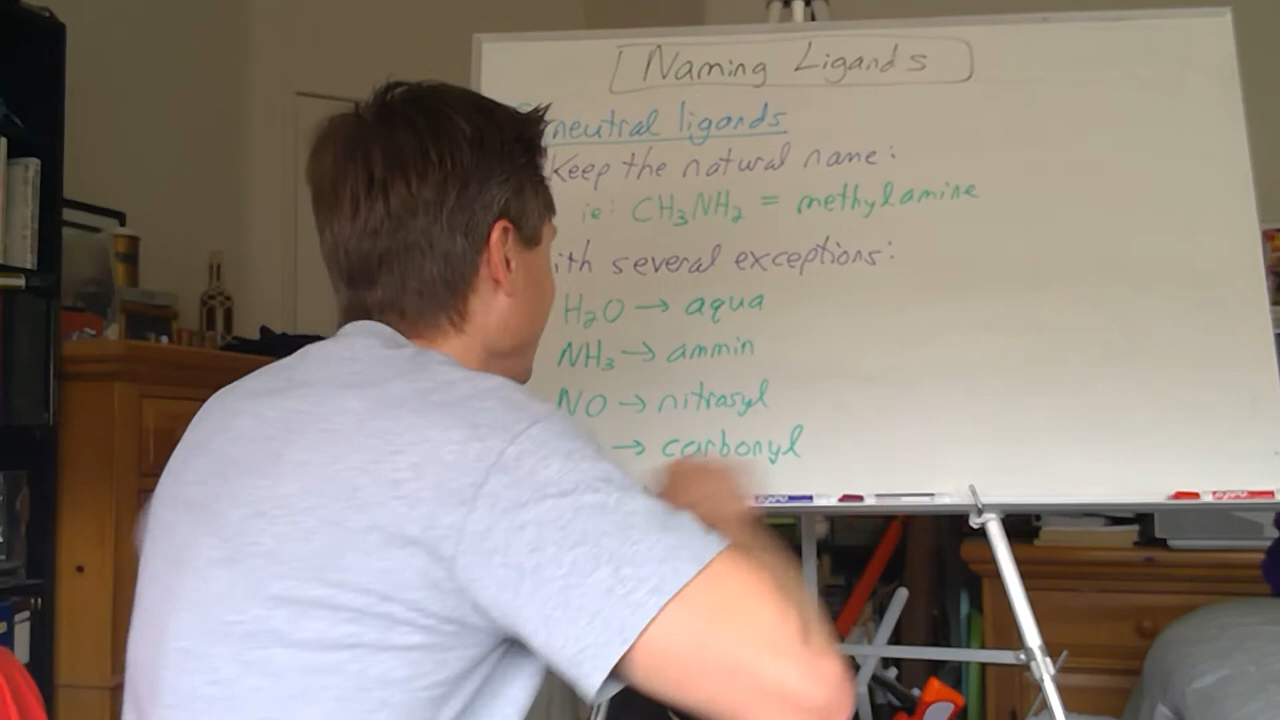 Naming Ligands
neutral ligands
Keep the natural name:
ie: CH₃NH₂ = methylamine
ith several exceptions:
H₂O → aqua
NH₃ → ammin
NO → nitrasyl
→ carbonyl